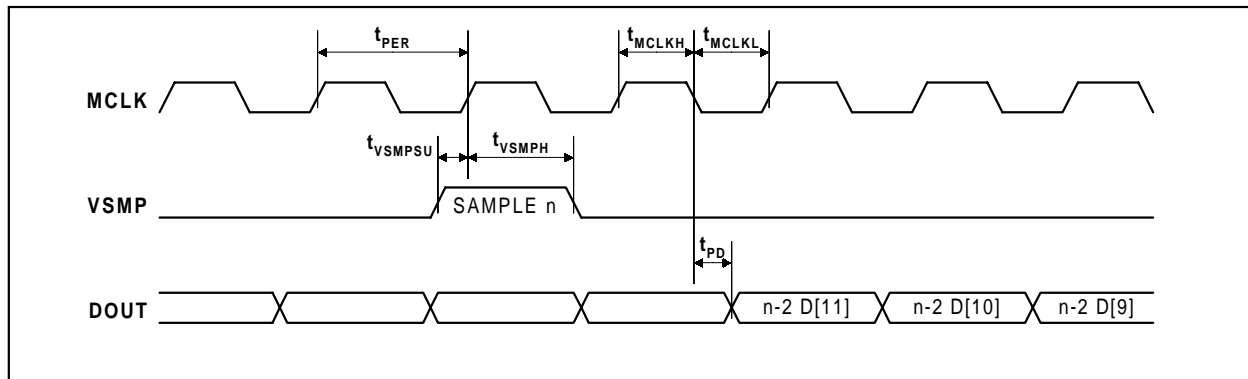 tPER
tMCLKH
tMCLKL
MCLK
tVSMPSU
tVSMPH
VSMP
SAMPLE n
tPD
DOUT
n-2 D[11]
n-2 D[10]
n-2 D[9]